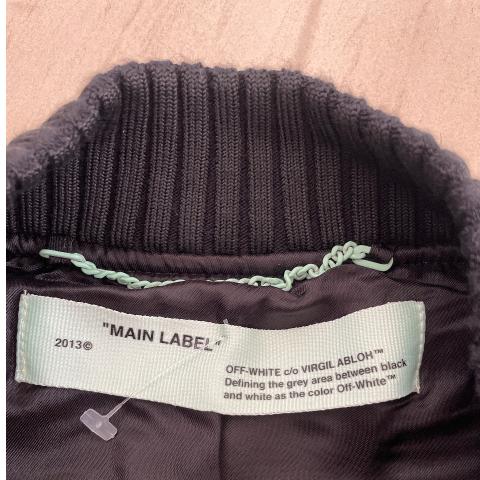 "MAIN LABEL"
2013©
OFF-WHITE c/o VIRGIL ABLOH™
Defining the grey area between black
and white as the color Off-White™